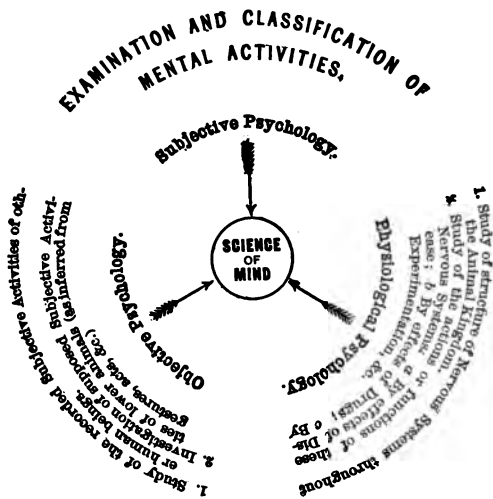 EXAMINATION AND CLASSIFICATION OF
MENTAL ACTIVITIES.
Subjective Psychology.
SCIENCE
OF
MIND
Objective Psychology.
1. Study of the recorded Subjective Activities of oth-
er human beings.
2. Investigation of supposed Subjective Activi-
ties of lower animals (as inferred from
gestures, acts, &c.)
Physiological Psychology.
1. Study of structure of Nervous Systems throughout
the Animal Kingdom.
2. Study of the actions or functions of these
Nervous Systems a By effects of Dis-
ease; b By effects of Drugs; c By
Experimentation, &c.